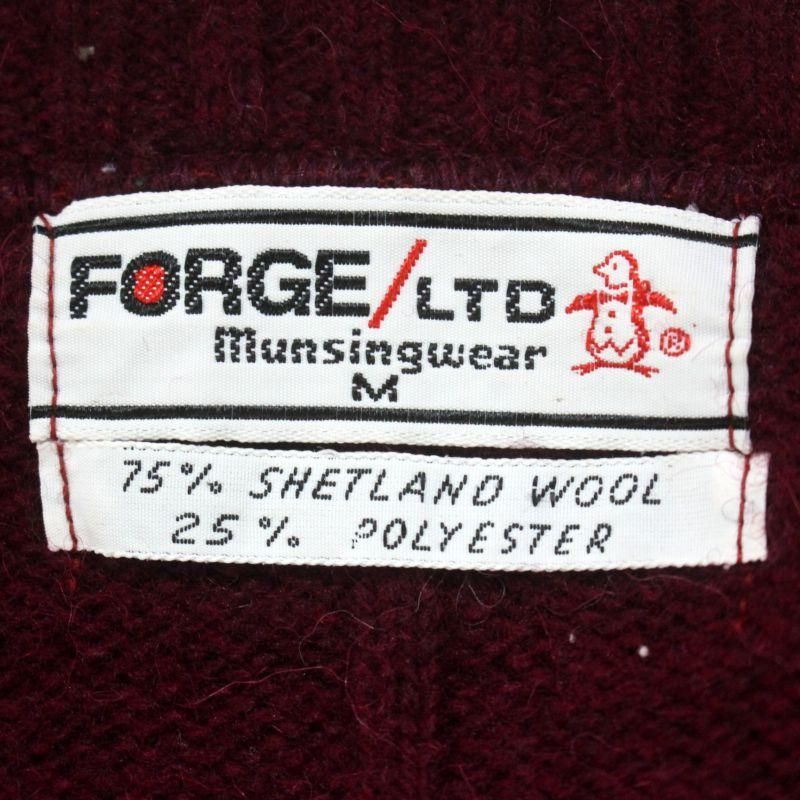 FORGE/LTD
Munsingwear
®
M
75% SHETLAND WOOL
25% POLYESTER